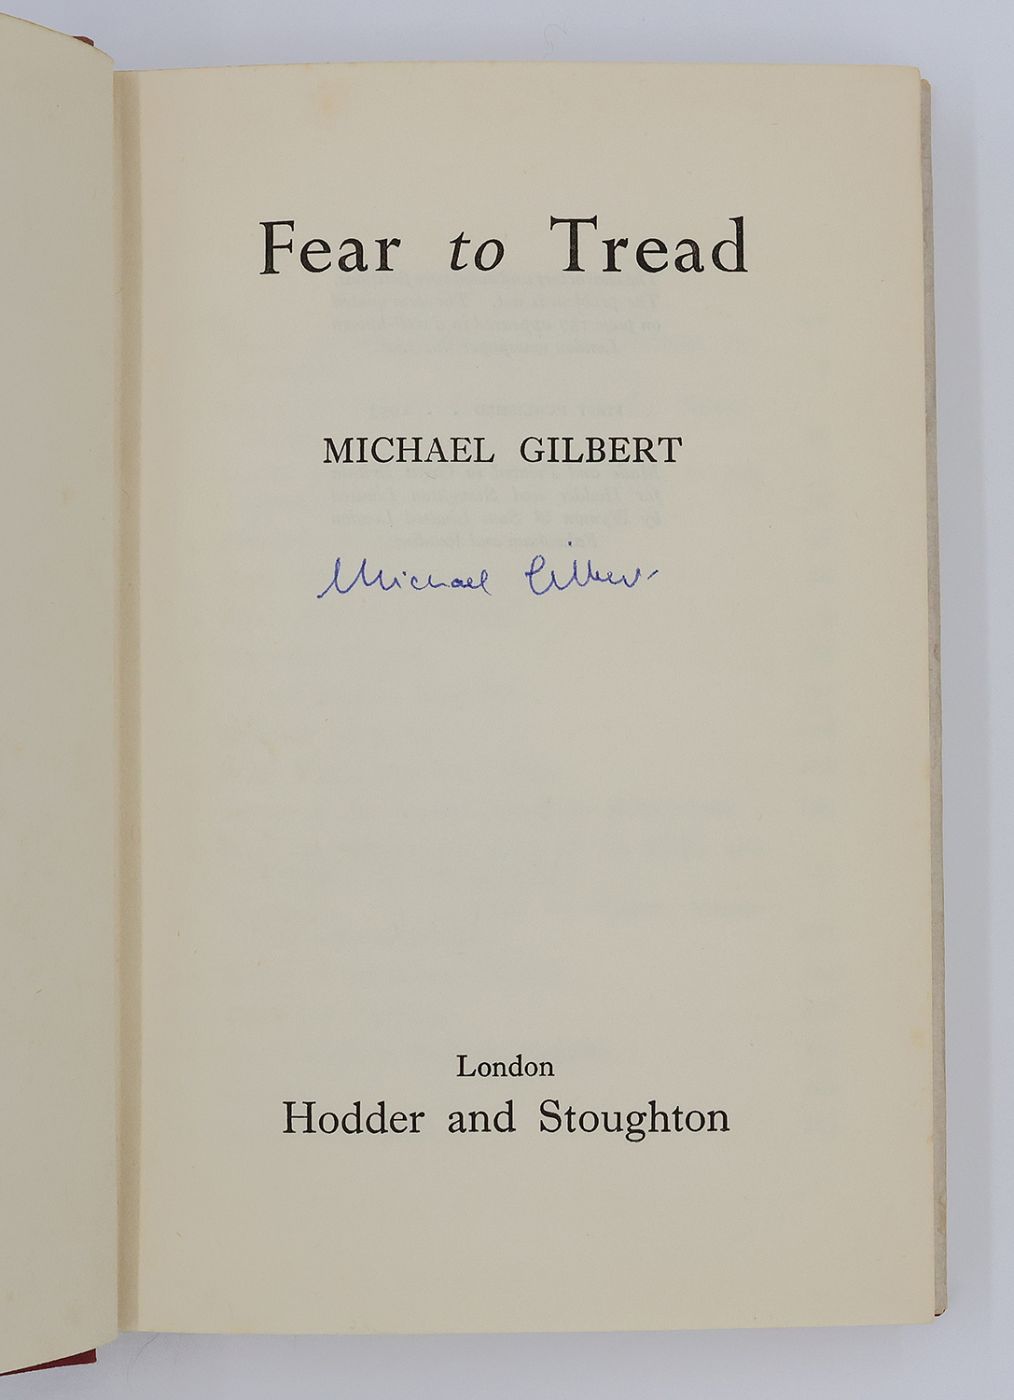 Fear to Tread
MICHAEL GILBERT
Michael Gilbert
London
Hodder and Stoughton